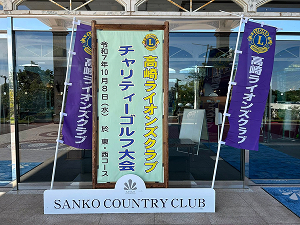 高崎ライオンズクラブ
チャリティーゴルフ大会
令和7年10月8日(水) 於 東・西コース
高崎ライオンズクラブ
高崎ライオンズクラブ
SANKO COUNTRY CLUB